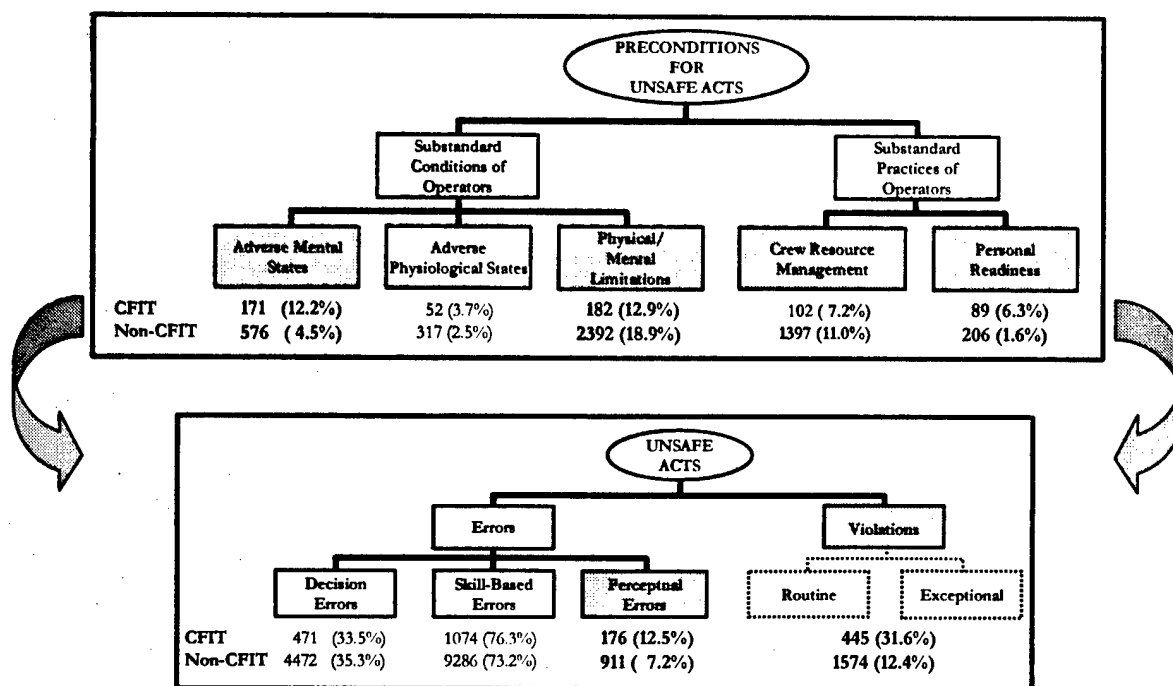 PRECONDITIONS
FOR
UNSAFE ACTS
Substandard
Conditions of
Operators
Substandard
Practices of
Operators
Adverse Mental
States
Adverse
Physiological States
Physical/
Mental
Limitations
Crew Resource
Management
Personal
Readiness
CFIT 171 (12.2%) 52 (3.7%) 182 (12.9%) 102 ( 7.2%) 89 (6.3%)
Non-CFIT 576 ( 4.5%) 317 (2.5%) 2392 (18.9%) 1397 (11.0%) 206 (1.6%)
UNSAFE
ACTS
Errors
Violations
Decision
Errors
Skill-Based
Errors
Perceptual
Errors
Routine
Exceptional
CFIT 471 (33.5%) 1074 (76.3%) 176 (12.5%) 445 (31.6%)
Non-CFIT 4472 (35.3%) 9286 (73.2%) 911 ( 7.2%) 1574 (12.4%)